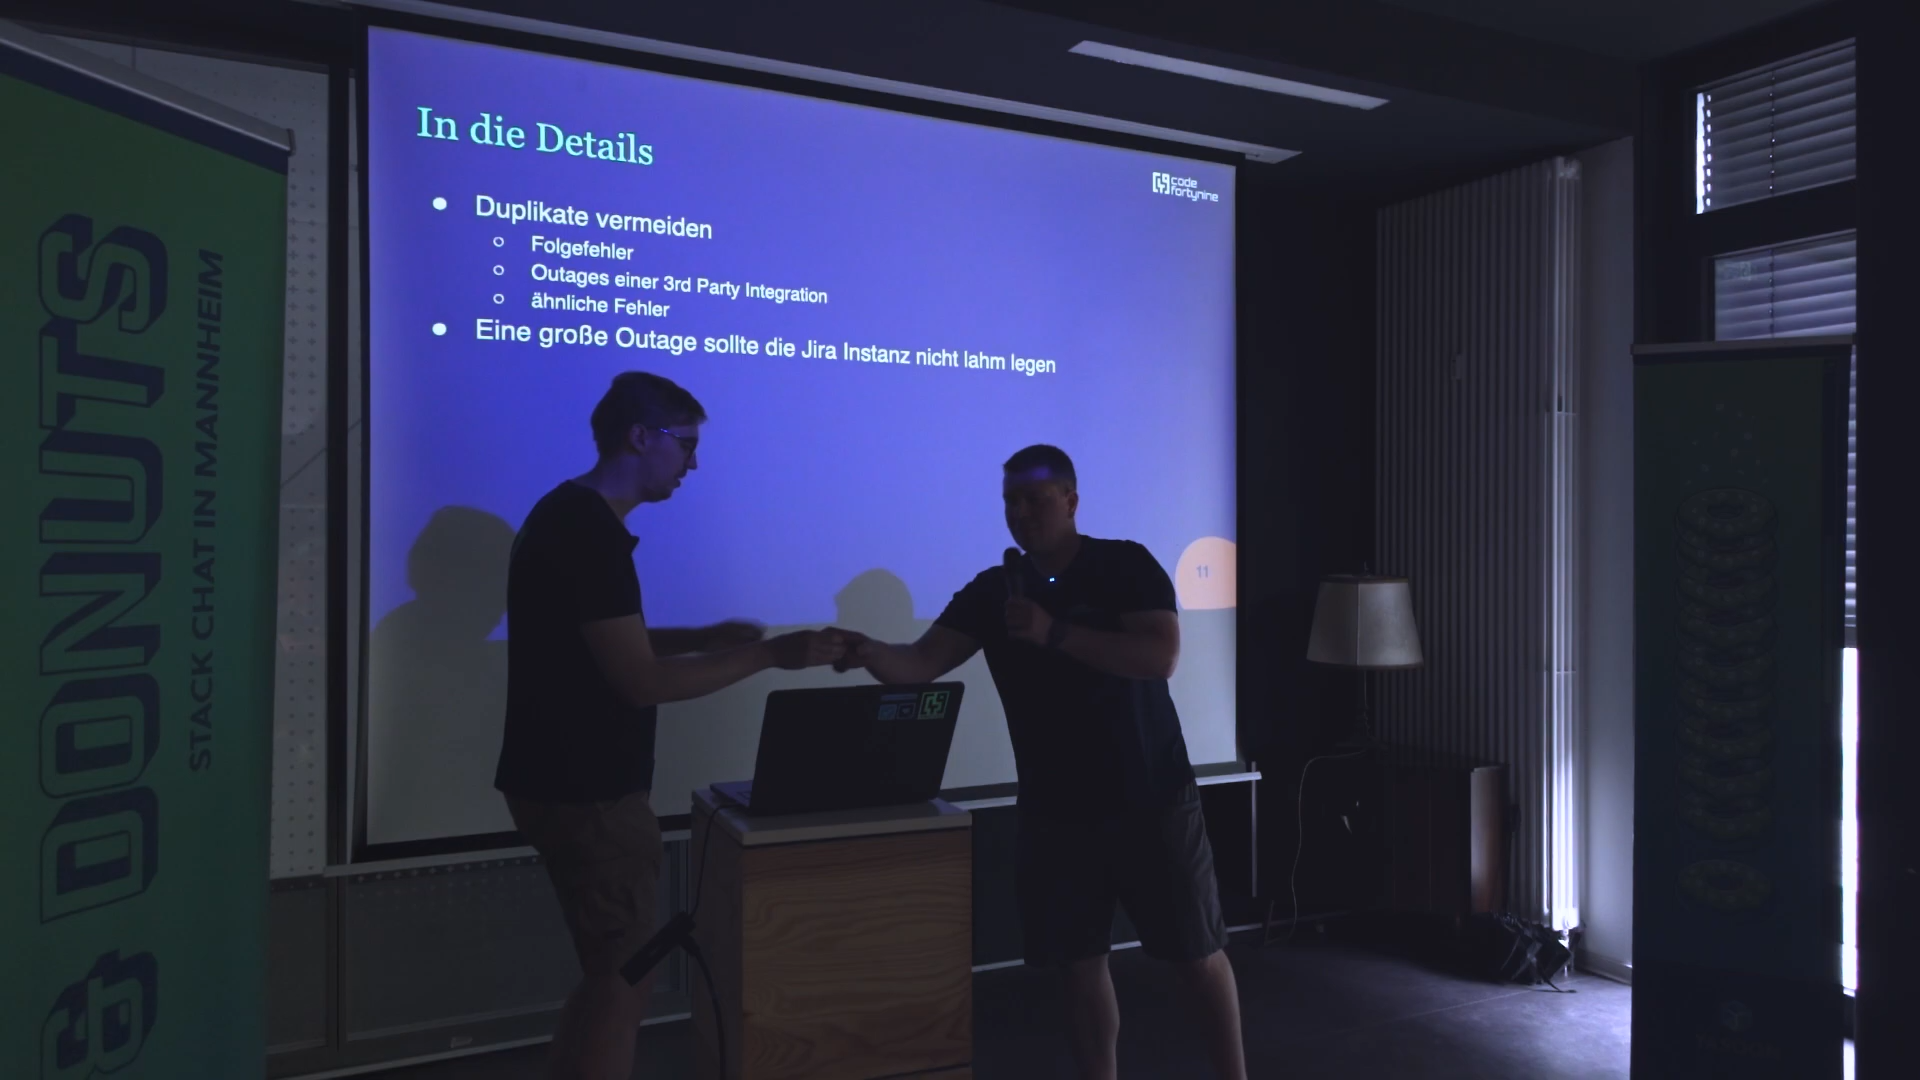 & DONUTS
STACK CHAT IN MANNHEIM
In die Details
code
fortynine
Duplikate vermeiden
Folgefehler
Outages einer 3rd Party Integration
ähnliche Fehler
Eine große Outage sollte die Jira Instanz nicht lahm legen
11